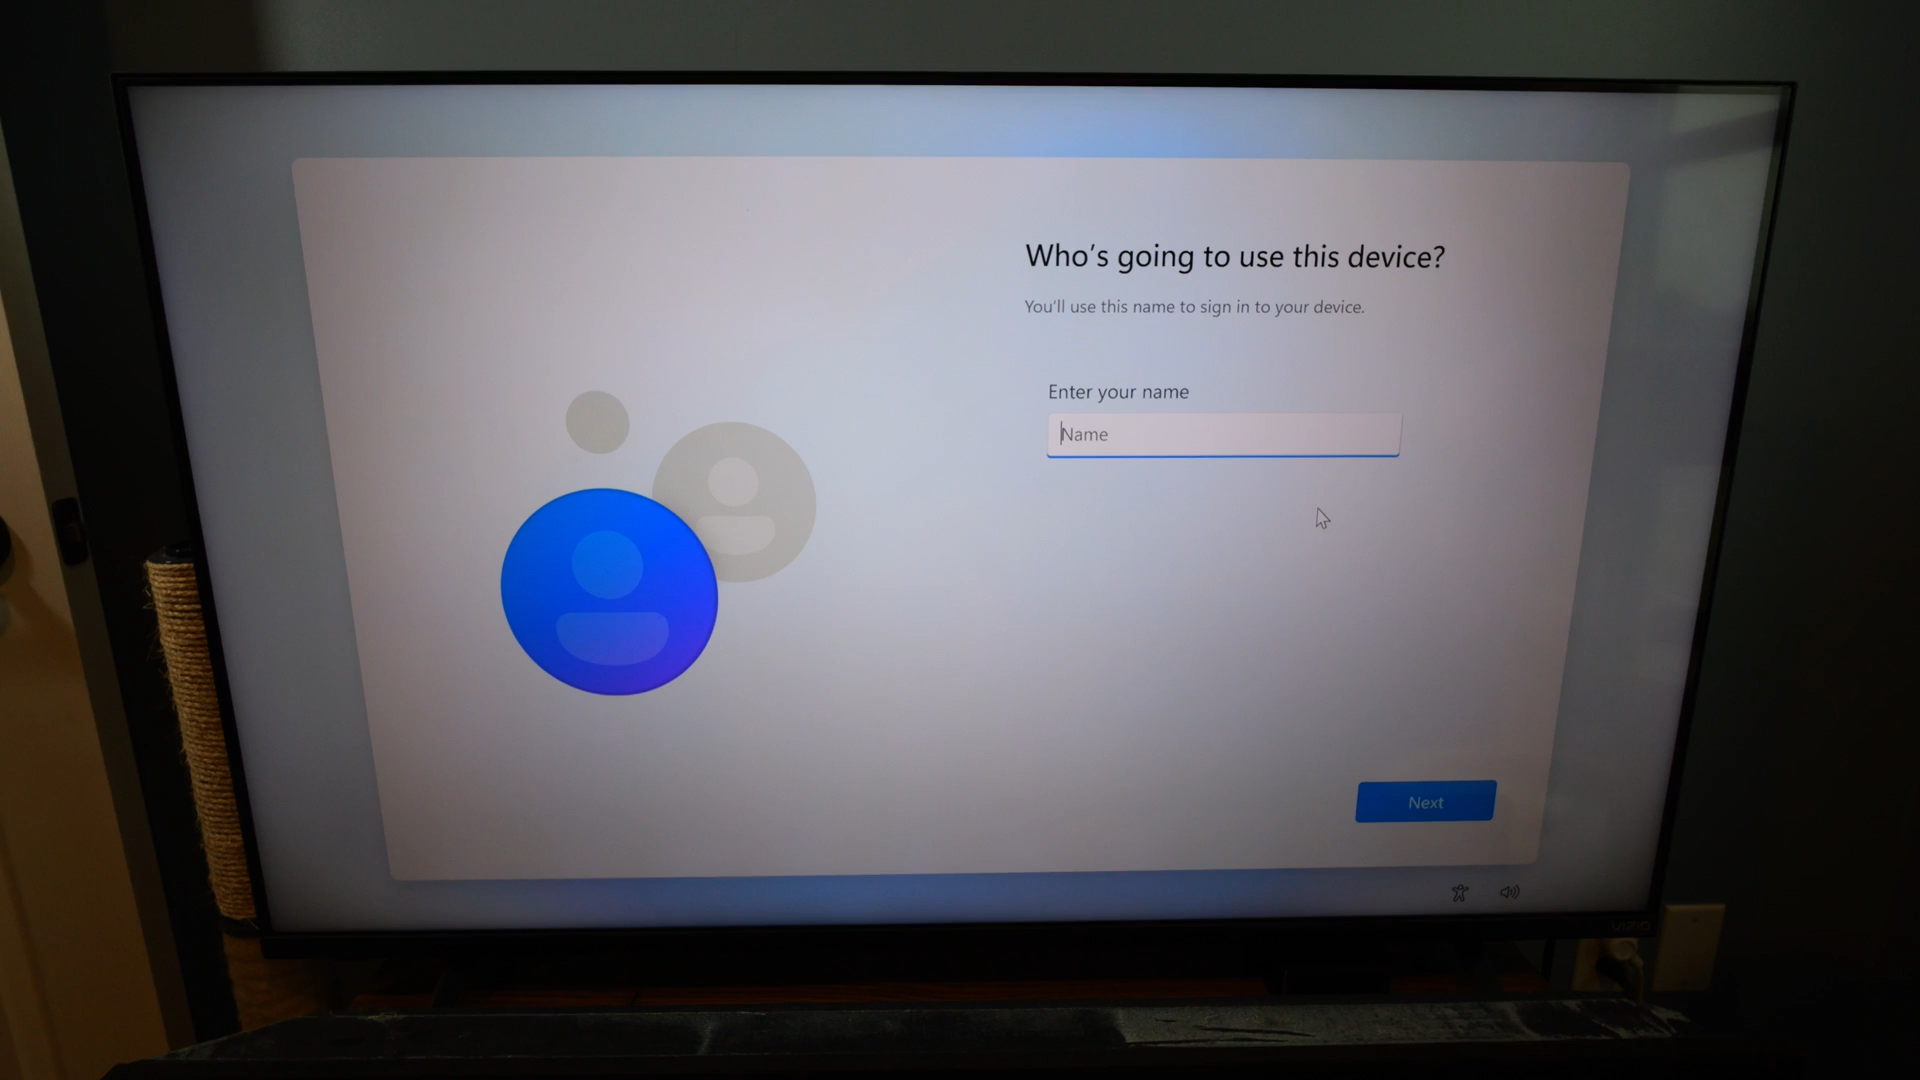 Who's going to use this device?
You'll use this name to sign in to your device.
Enter your name
Name
Next
VIZIO